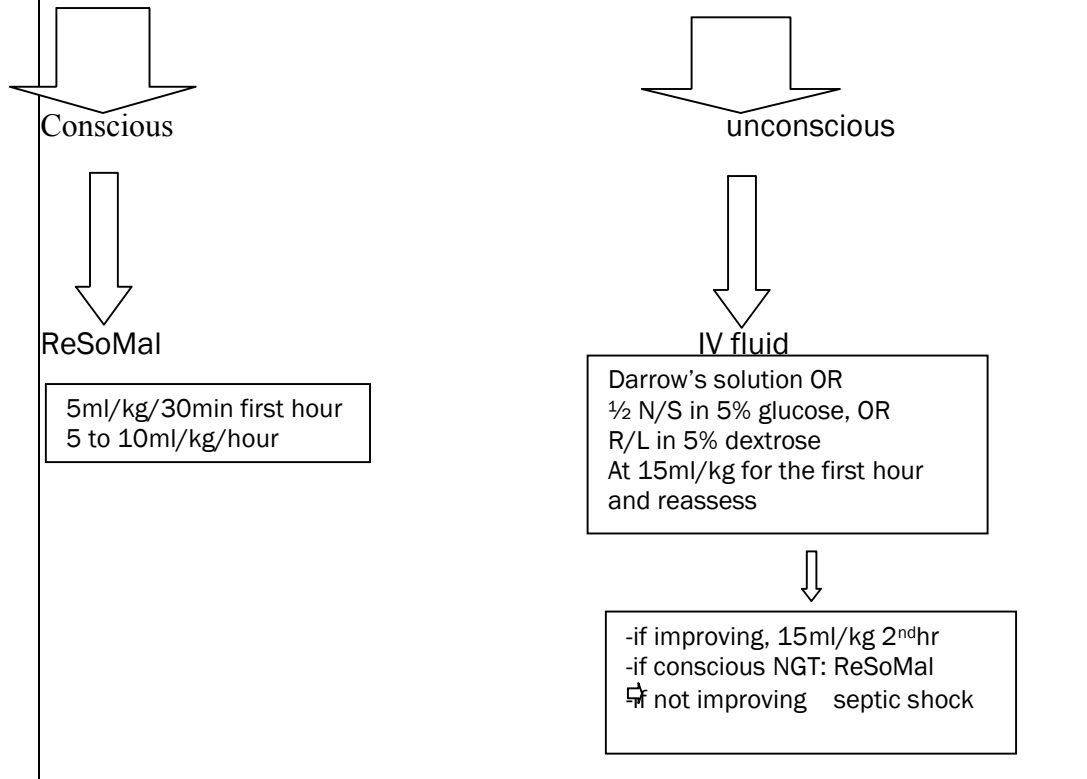 Conscious
unconscious
ReSoMal
IV fluid
5ml/kg/30min first hour
5 to 10ml/kg/hour
Darrow’s solution OR
½ N/S in 5% glucose, OR
R/L in 5% dextrose
At 15ml/kg for the first hour
and reassess
-if improving, 15ml/kg 2ndhr
-if conscious NGT: ReSoMal
-if not improving septic shock